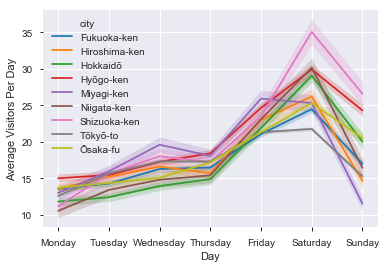 city
Fukuoka-ken
Hiroshima-ken
Hokkaidō
Hyōgo-ken
Miyagi-ken
Niigata-ken
Shizuoka-ken
Tōkyō-to
Ōsaka-fu
Average Visitors Per Day
35
30
25
20
15
10
Monday Tuesday Wednesday Thursday Friday Saturday Sunday
Day